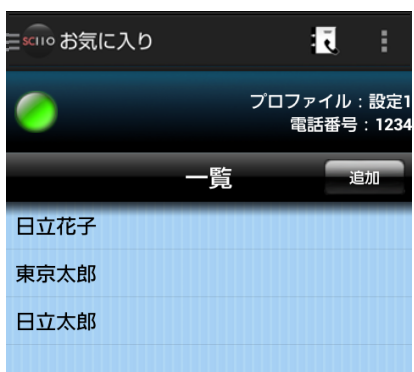 SC110 お気に入り
プロファイル：設定1
電話番号：1234
一覧
追加
日立花子
東京太郎
日立太郎